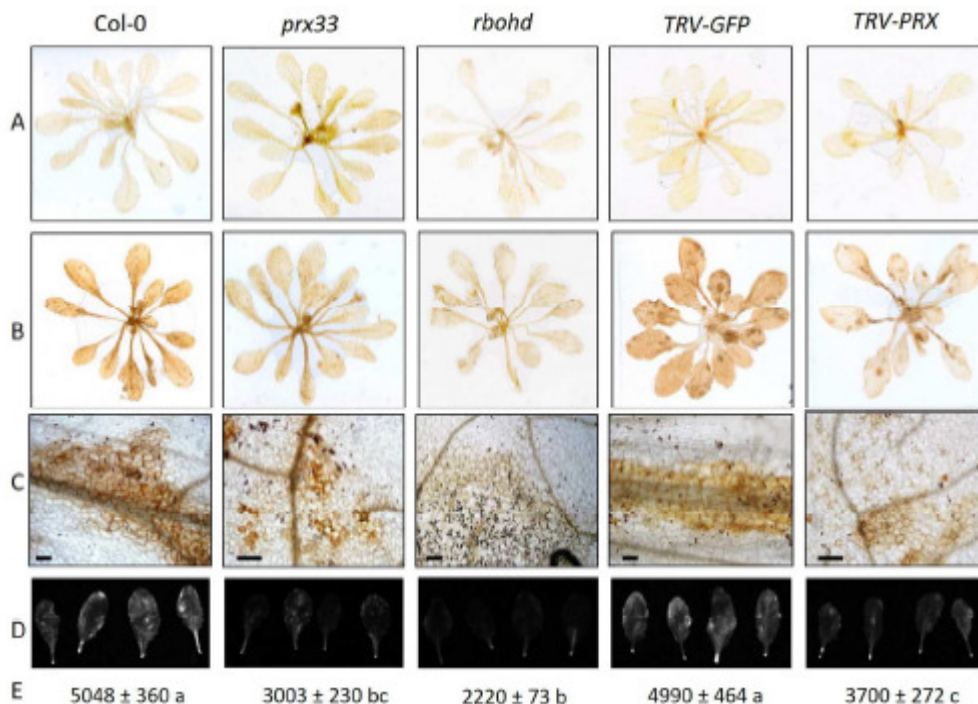 Col-0 prx33 rbohd TRV-GFP TRV-PRX
A
B
C
D
E 5048 ± 360 a 3003 ± 230 bc 2220 ± 73 b 4990 ± 464 a 3700 ± 272 c